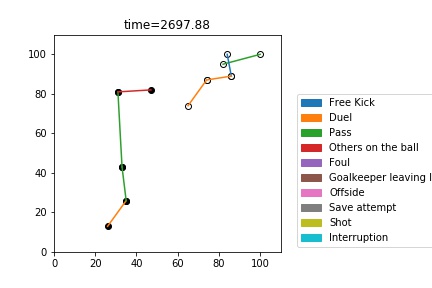 time=2697.88
100
80
60
40
20
0
0 20 40 60 80 100
Free Kick
Duel
Pass
Others on the ball
Foul
Goalkeeper leaving l
Offside
Save attempt
Shot
Interruption